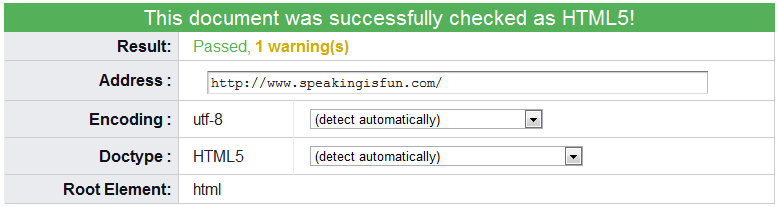 This document was successfully checked as HTML5!
Result: Passed, 1 warning(s)
Address : http://www.speakingisfun.com/
Encoding : utf-8 (detect automatically)
Doctype : HTML5 (detect automatically)
Root Element: html